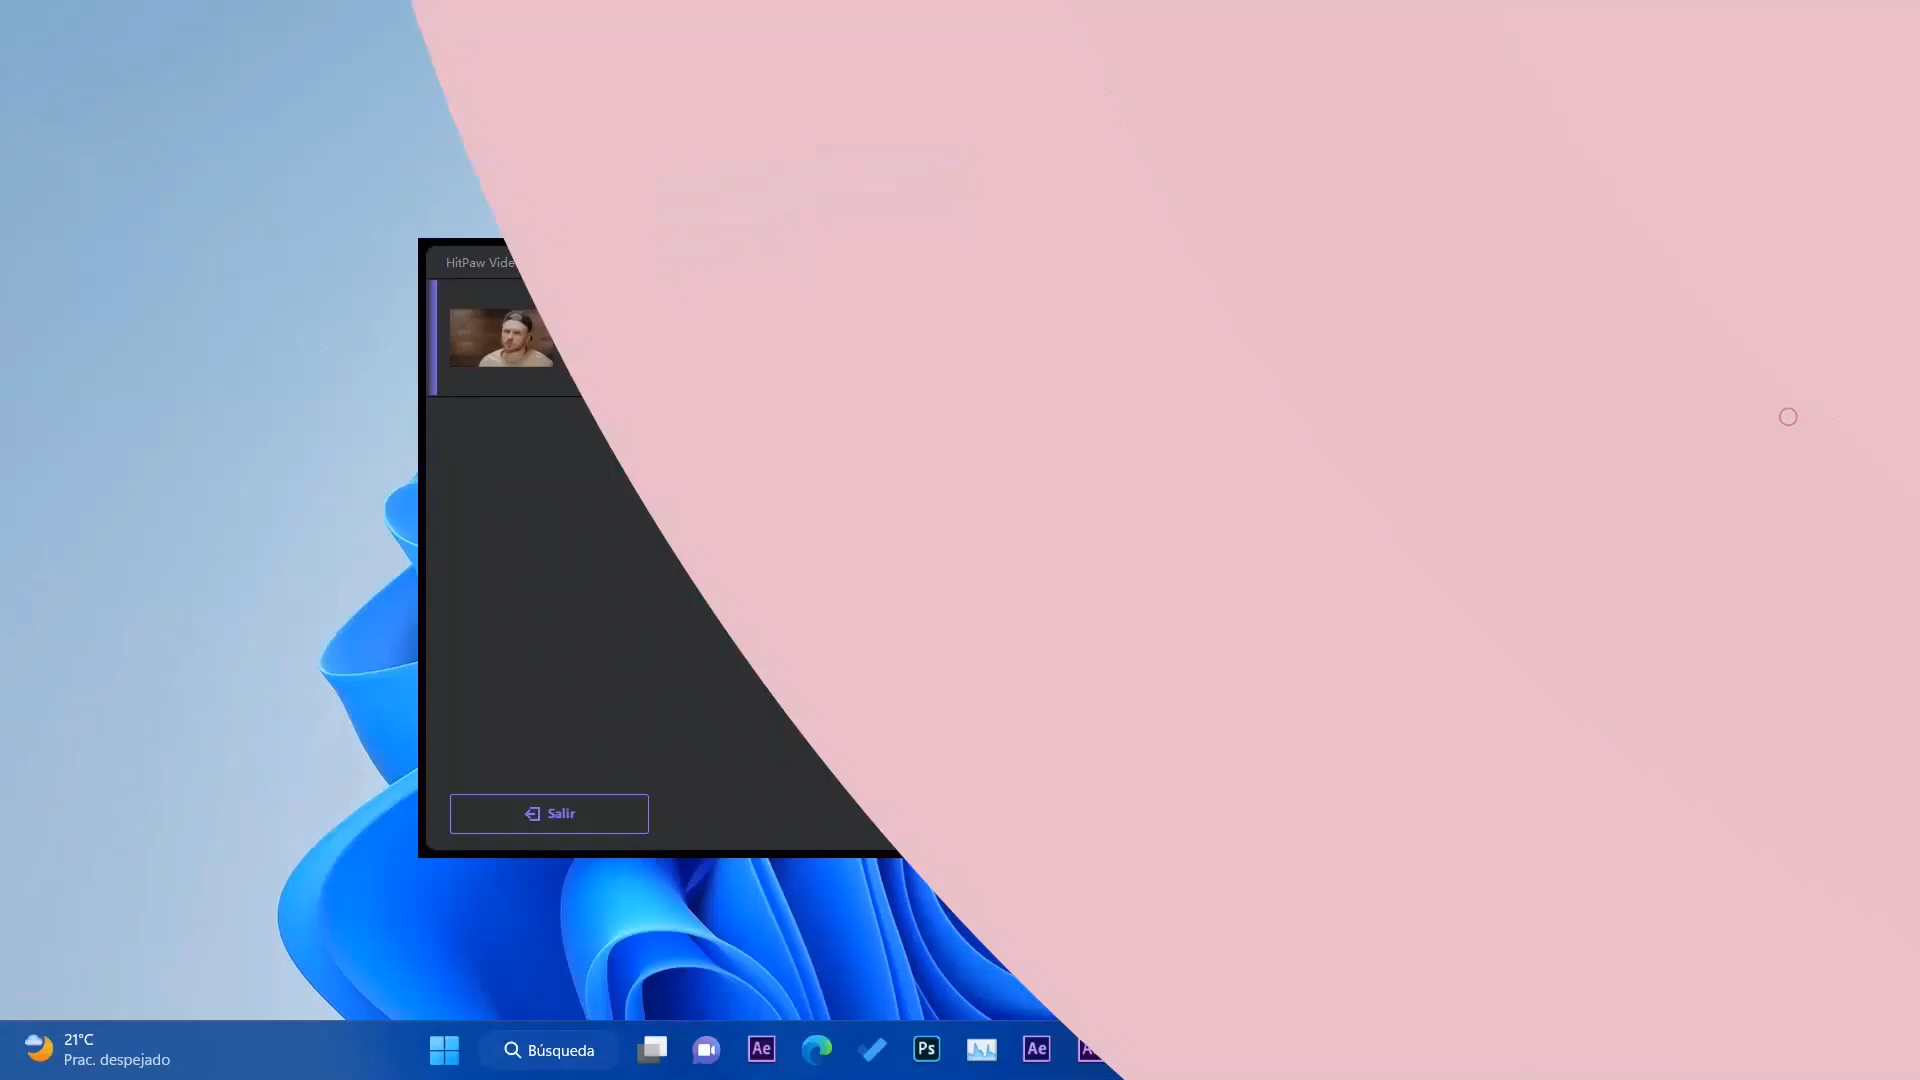 HitPaw Vide
Salir
21°C
Prac. despejado
Búsqueda
Ae
Ps
Ae